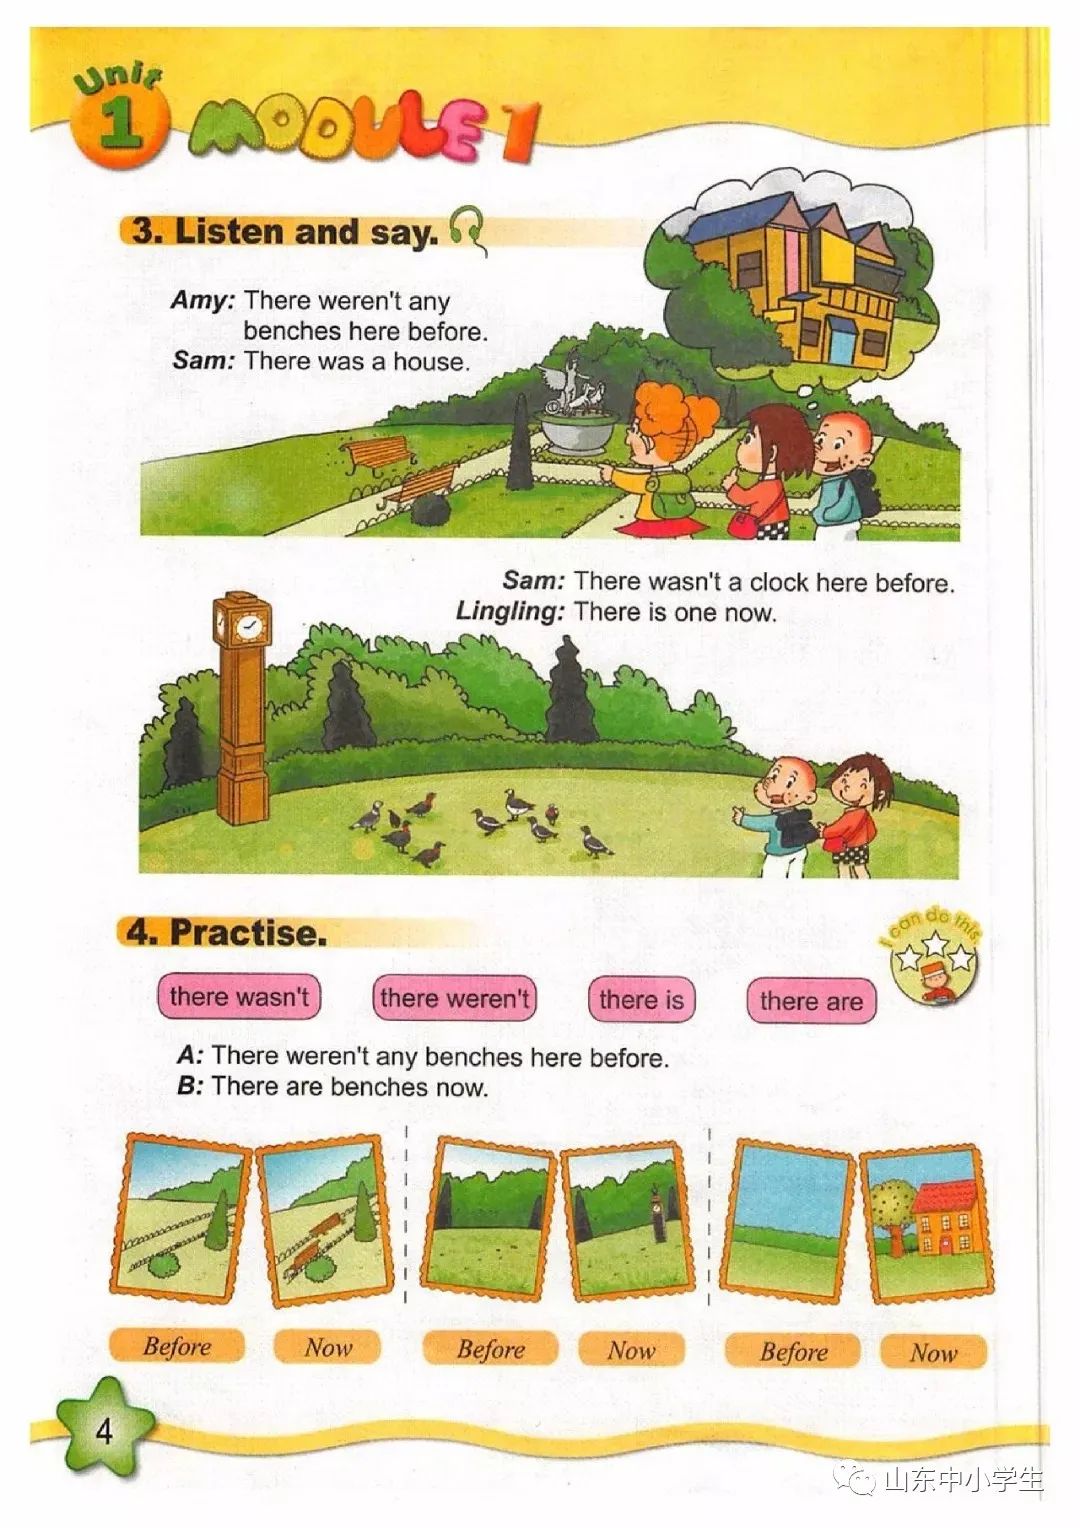 Unit
1 MODULE 1
3. Listen and say.
Amy: There weren't any
benches here before.
Sam: There was a house.
Sam: There wasn't a clock here before.
Lingling: There is one now.
4. Practise.
I can do this.
there wasn't there weren't there is there are
A: There weren't any benches here before.
B: There are benches now.
Before Now Before Now Before Now
4
山东中小学生